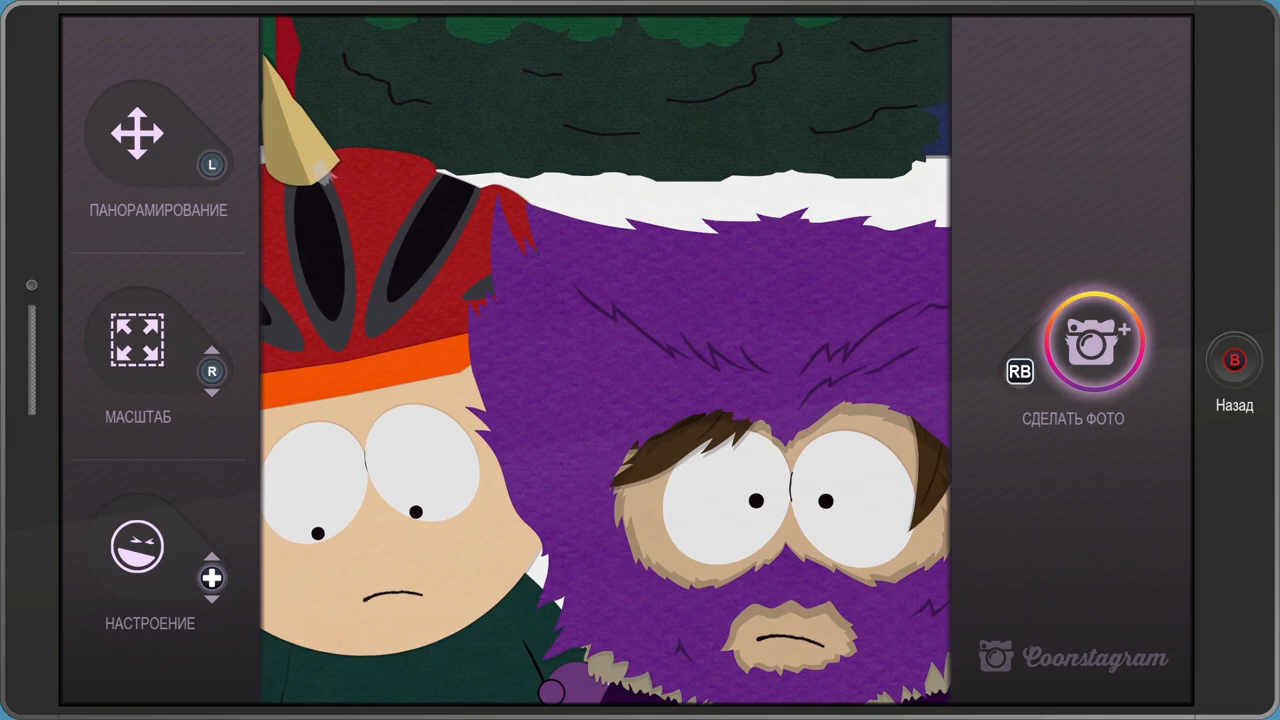 L
ПАНОРАМИРОВАНИЕ
R
МАСШТАБ
НАСТРОЕНИЕ
RB
СДЕЛАТЬ ФОТО
Coonstagram
B
Назад